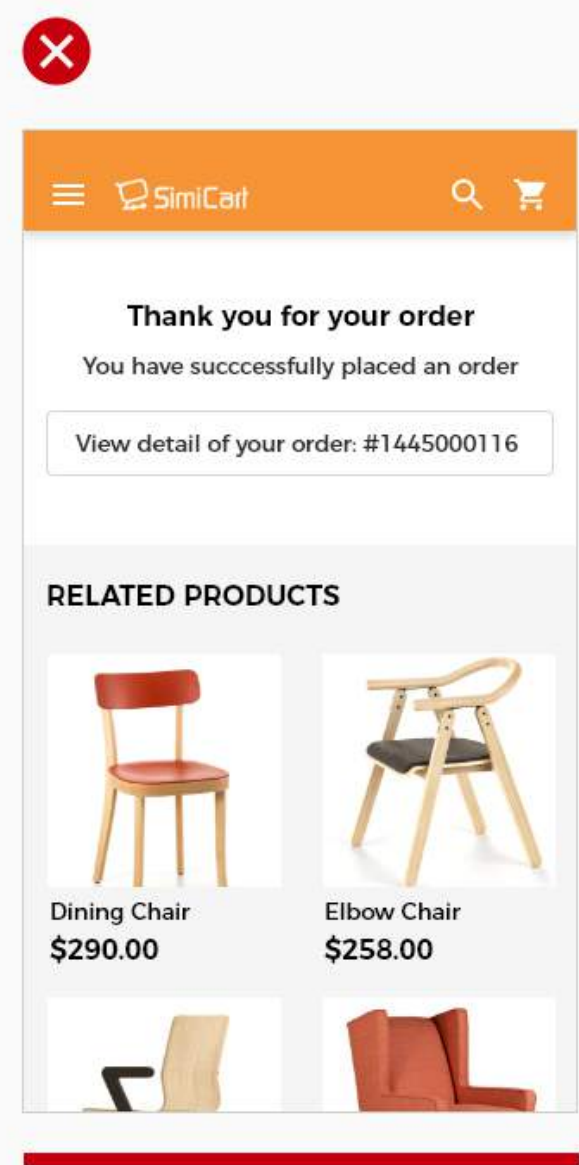 SimiCart
Thank you for your order
You have succcessfully placed an order
View detail of your order: #1445000116
RELATED PRODUCTS
Dining Chair
Elbow Chair
$290.00
$258.00